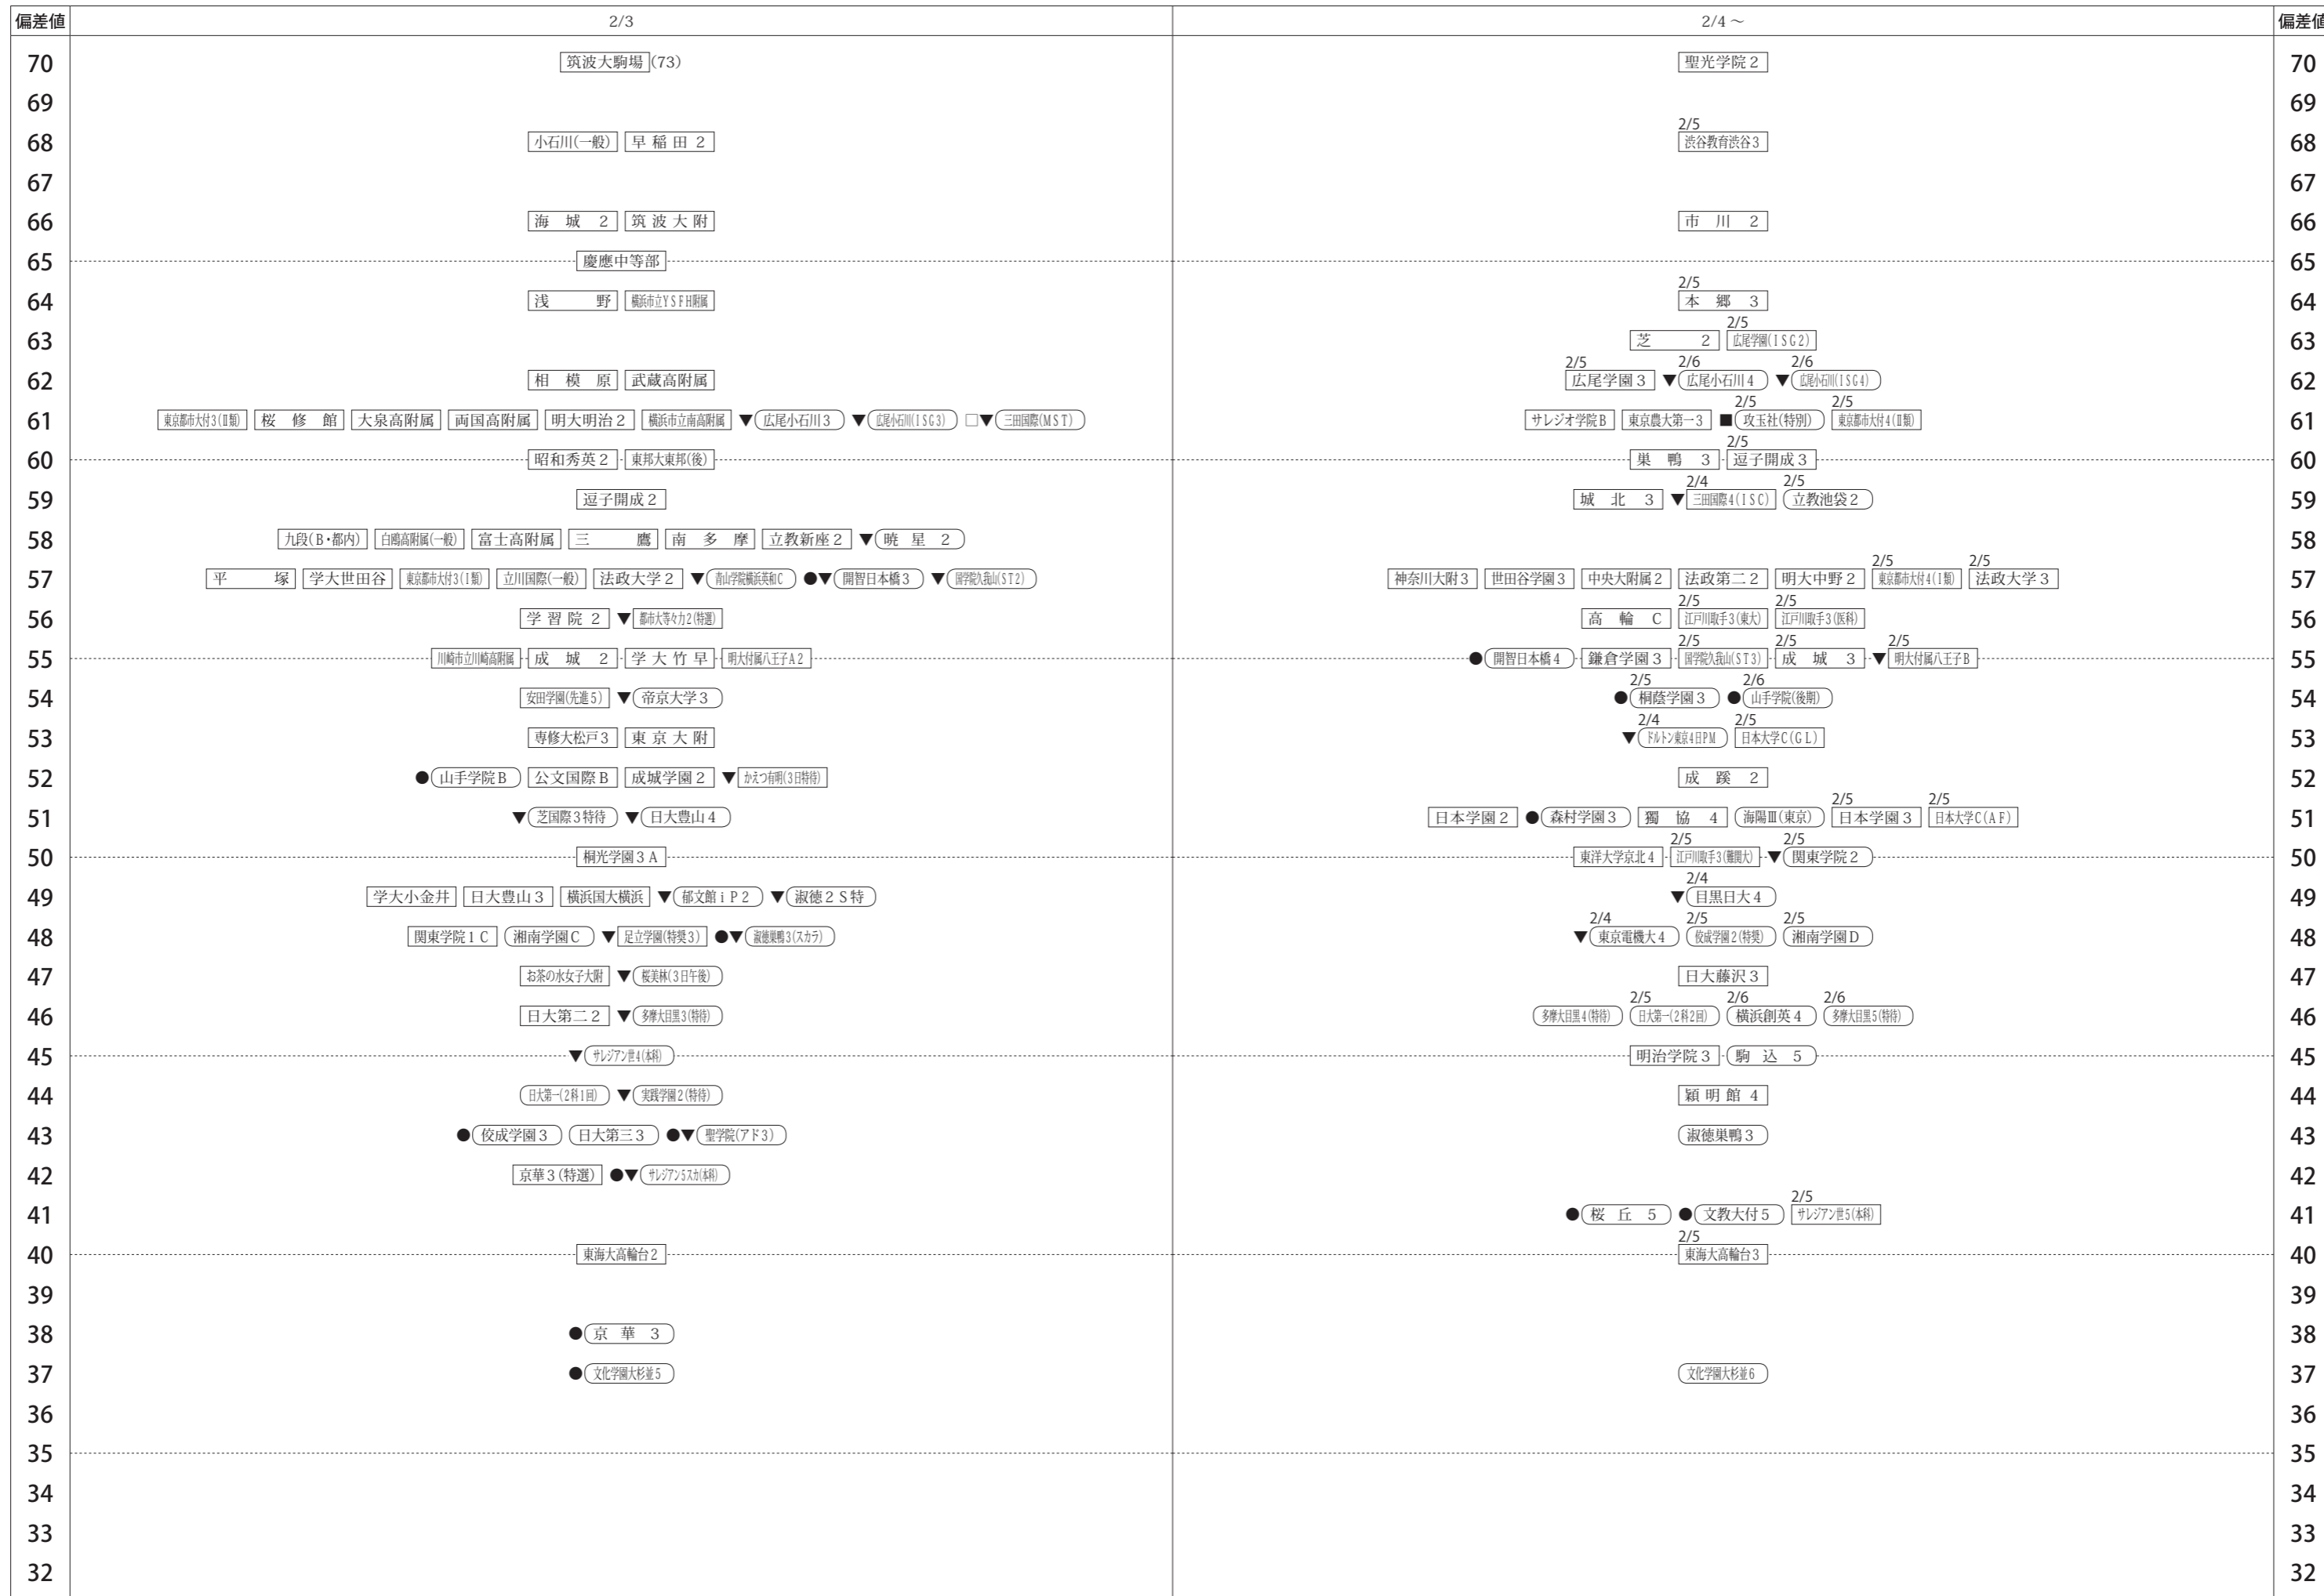 偏差値 2/3 2/4～ 偏差値
70 筑波大駒場(73) 聖光学院2 70
69 69
2/5
68 小石川(一般) 早稲田2 渋谷教育渋谷3 68
67 67
66 海城2 筑波大附 市川2 66
65 慶應中等部 65
2/5
64 浅野 横浜市立YSFH附属 本郷3 64
2/5
63 芝2 広尾学園(ISG2) 63
2/5 2/6 2/6
62 相模原 武蔵高附属 広尾学園3 ▼広尾小石川4 ▼広尾小石川(ISG4) 62
2/5 2/5
61 東京都市大付3(Ⅱ類) 桜修館 大泉高附属 両国高附属 明大明治2 横浜市立南高附属 ▼広尾小石川3 ▼広尾小石川(ISG3) □▼三田国際(MST) サレジオ学院B 東京農大第一3 ■攻玉社(特別) 東京都市大付4(Ⅱ類) 61
2/5
60 昭和秀英2 東邦大東邦(後) 巣鴨3 逗子開成3 60
2/4 2/5
59 逗子開成2 城北3 ▼三田国際4(ISC) 立教池袋2 59
58 九段(B・都内) 白鷗高附属(一般) 富士高附属 三鷹 南多摩 立教新座2 ▼暁星2 58
2/5 2/5
57 平塚 学大世田谷 東京都市大付3(Ⅰ類) 立川国際(一般) 法政大学2 ▼青山学院横浜英和C ●▼開智日本橋3 ▼国学院久我山(ST2) 神奈川大附3 世田谷学園3 中央大附属2 法政第二2 明大中野2 東京都市大付4(Ⅰ類) 法政大学3 57
2/5 2/5
56 学習院2 ▼都市大等々力2(特選) 高輪C 江戸川取手3(東大) 江戸川取手3(医科) 56
2/5 2/5 2/5
55 川崎市立川崎高附属 成城2 学大竹早 明大付属八王子A2 ●開智日本橋4 鎌倉学園3 国学院久我山(ST3) 成城3 ▼明大付属八王子B 55
2/5 2/6
54 安田学園(先進5) ▼帝京大学3 ●桐蔭学園3 ●山手学院(後期) 54
2/4 2/5
53 専修大松戸3 東京大附 ▼ドルトン東京4日PM 日本大学C(GL) 53
52 ●山手学院B 公文国際B 成城学園2 ▼かえつ有明(3日特待) 成蹊2 52
2/5 2/5
51 ▼芝国際3特待 ▼日大豊山4 日本学園2 ●森村学園3 獨協4 海陽Ⅲ(東京) 日本学園3 日本大学C(AF) 51
2/5 2/5
50 桐光学園3A 東洋大学京北4 江戸川取手3(難関大) ▼関東学院2 50
2/4
49 学大小金井 日大豊山3 横浜国大横浜 ▼郁文館iP2 ▼淑徳2S特 ▼目黒日大4 49
2/4 2/5 2/5
48 関東学院1C 湘南学園C ▼足立学園(特奨3) ●▼淑徳巣鴨3(スカラ) ▼東京電機大4 佼成学園2(特奨) 湘南学園D 48
47 お茶の水女子大附 ▼桜美林(3日午後) 日大藤沢3 47
2/5 2/6 2/6
46 日大第二2 ▼多摩大目黒3(特待) 多摩大目黒4(特待) 日大第一(2科2回) 横浜創英4 多摩大目黒5(特待) 46
45 ▼サレジアン世4(本科) 明治学院3 駒込5 45
44 日大第一(2科1回) ▼実践学園2(特待) 穎明館4 44
43 ●佼成学園3 日大第三3 ●▼聖学院(アド3) 淑徳巣鴨3 43
42 京華3(特選) ●▼サレジアン5スカ(本科) 42
2/5
41 ●桜丘5 ●文教大付5 サレジアン世5(本科) 41
2/5
40 東海大高輪台2 東海大高輪台3 40
39 39
38 ●京華3 38
37 ●文化学園大杉並5 文化学園大杉並6 37
36 36
35 35
34 34
33 33
32 32